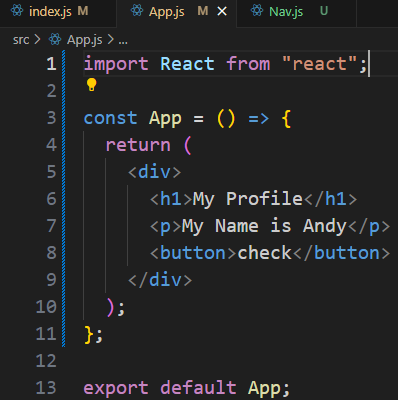 index.js M App.js M Nav.js U
src > App.js > ...
1 import React from "react";
2
3 const App = () => {
4 return (
5 <div>
6 <h1>My Profile</h1>
7 <p>My Name is Andy</p>
8 <button>check</button>
9 </div>
10 );
11 };
12
13 export default App;